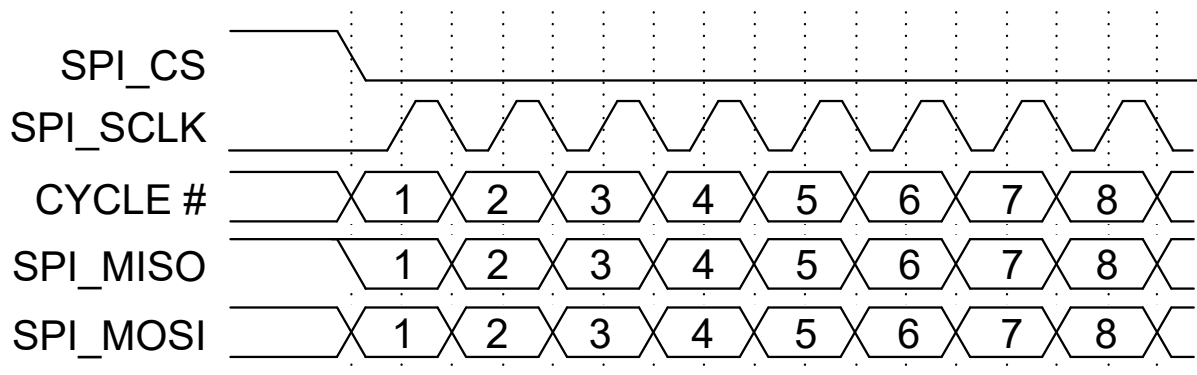 SPI_CS
SPI_SCLK
CYCLE # 1 2 3 4 5 6 7 8
SPI_MISO 1 2 3 4 5 6 7 8
SPI_MOSI 1 2 3 4 5 6 7 8